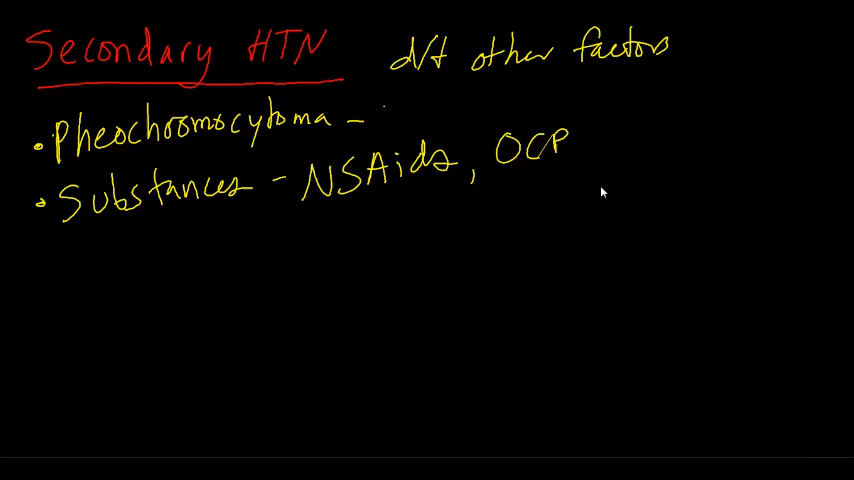 Secondary HTN d/t other factors
• Pheochromocytoma -
• Substances - NSAids, OCP